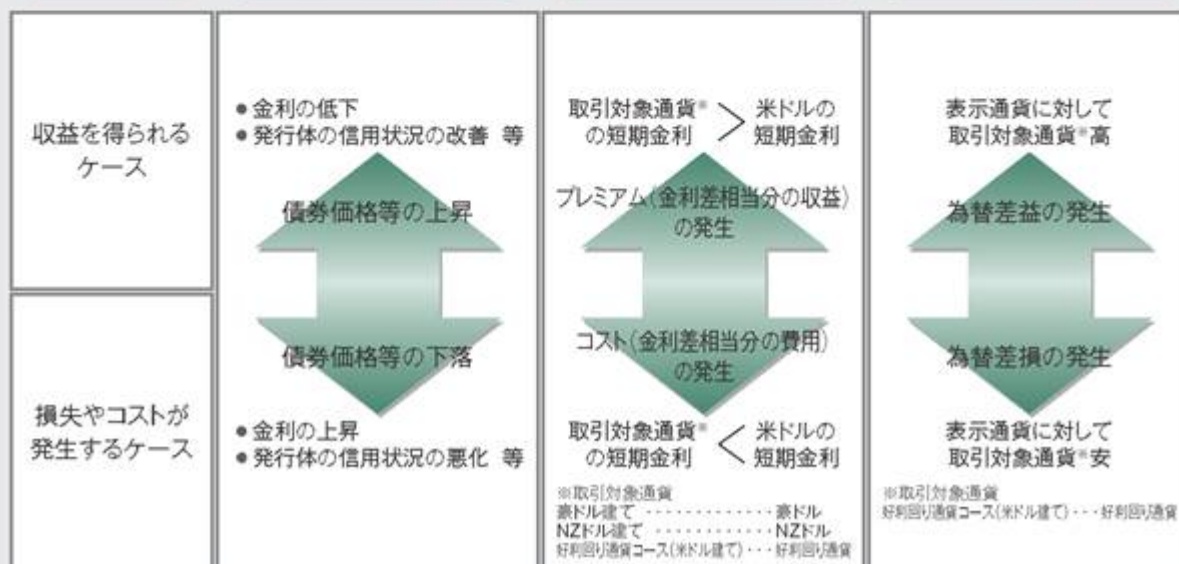 収益を得られる
ケース
● 金利の低下
● 発行体の信用状況の改善 等
債券価格等の上昇
取引対象通貨※ > 米ドルの
の短期金利 短期金利
プレミアム(金利差相当分の収益)
の発生
表示通貨に対して
取引対象通貨※高
為替差益の発生
損失やコストが
発生するケース
債券価格等の下落
● 金利の上昇
● 発行体の信用状況の悪化 等
コスト(金利差相当分の費用)
の発生
取引対象通貨※ < 米ドルの
の短期金利 短期金利
※取引対象通貨
豪ドル建て ・・・・・・・・・・・・ 豪ドル
NZドル建て ・・・・・・・・・・・・ NZドル
好利回り通貨コース(米ドル建て)・・・好利回り通貨
為替差損の発生
表示通貨に対して
取引対象通貨※安
※取引対象通貨
好利回り通貨コース(米ドル建て)・・・好利回り通貨